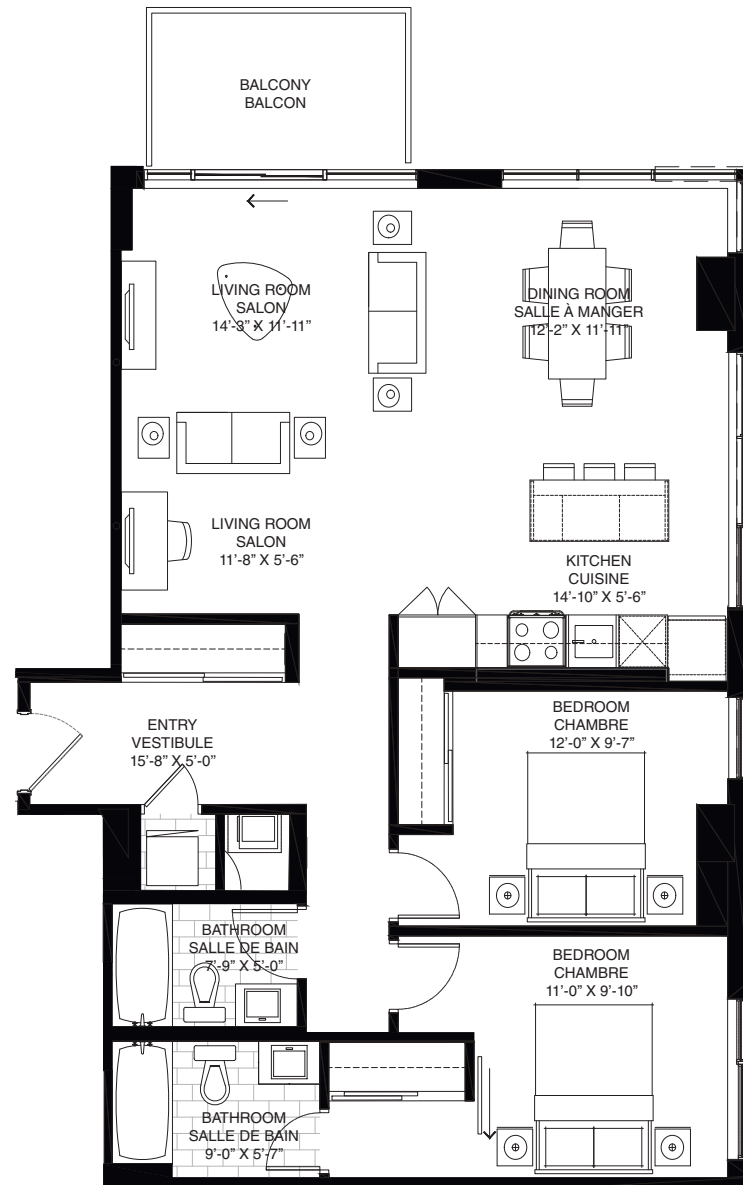 BALCONY
BALCON
LIVING ROOM
SALON
14’-3” X 11’-11”
DINING ROOM
SALLE À MANGER
12’-2” X 11’-11”
LIVING ROOM
SALON
11’-8” X 5’-6”
KITCHEN
CUISINE
14’-10” X 5’-6”
ENTRY
VESTIBULE
15’-8” X 5’-0”
BEDROOM
CHAMBRE
12’-0” X 9’-7”
BATHROOM
SALLE DE BAIN
7’-9” X 5’-0”
BEDROOM
CHAMBRE
11’-0” X 9’-10”
BATHROOM
SALLE DE BAIN
9’-0” X 5’-7”